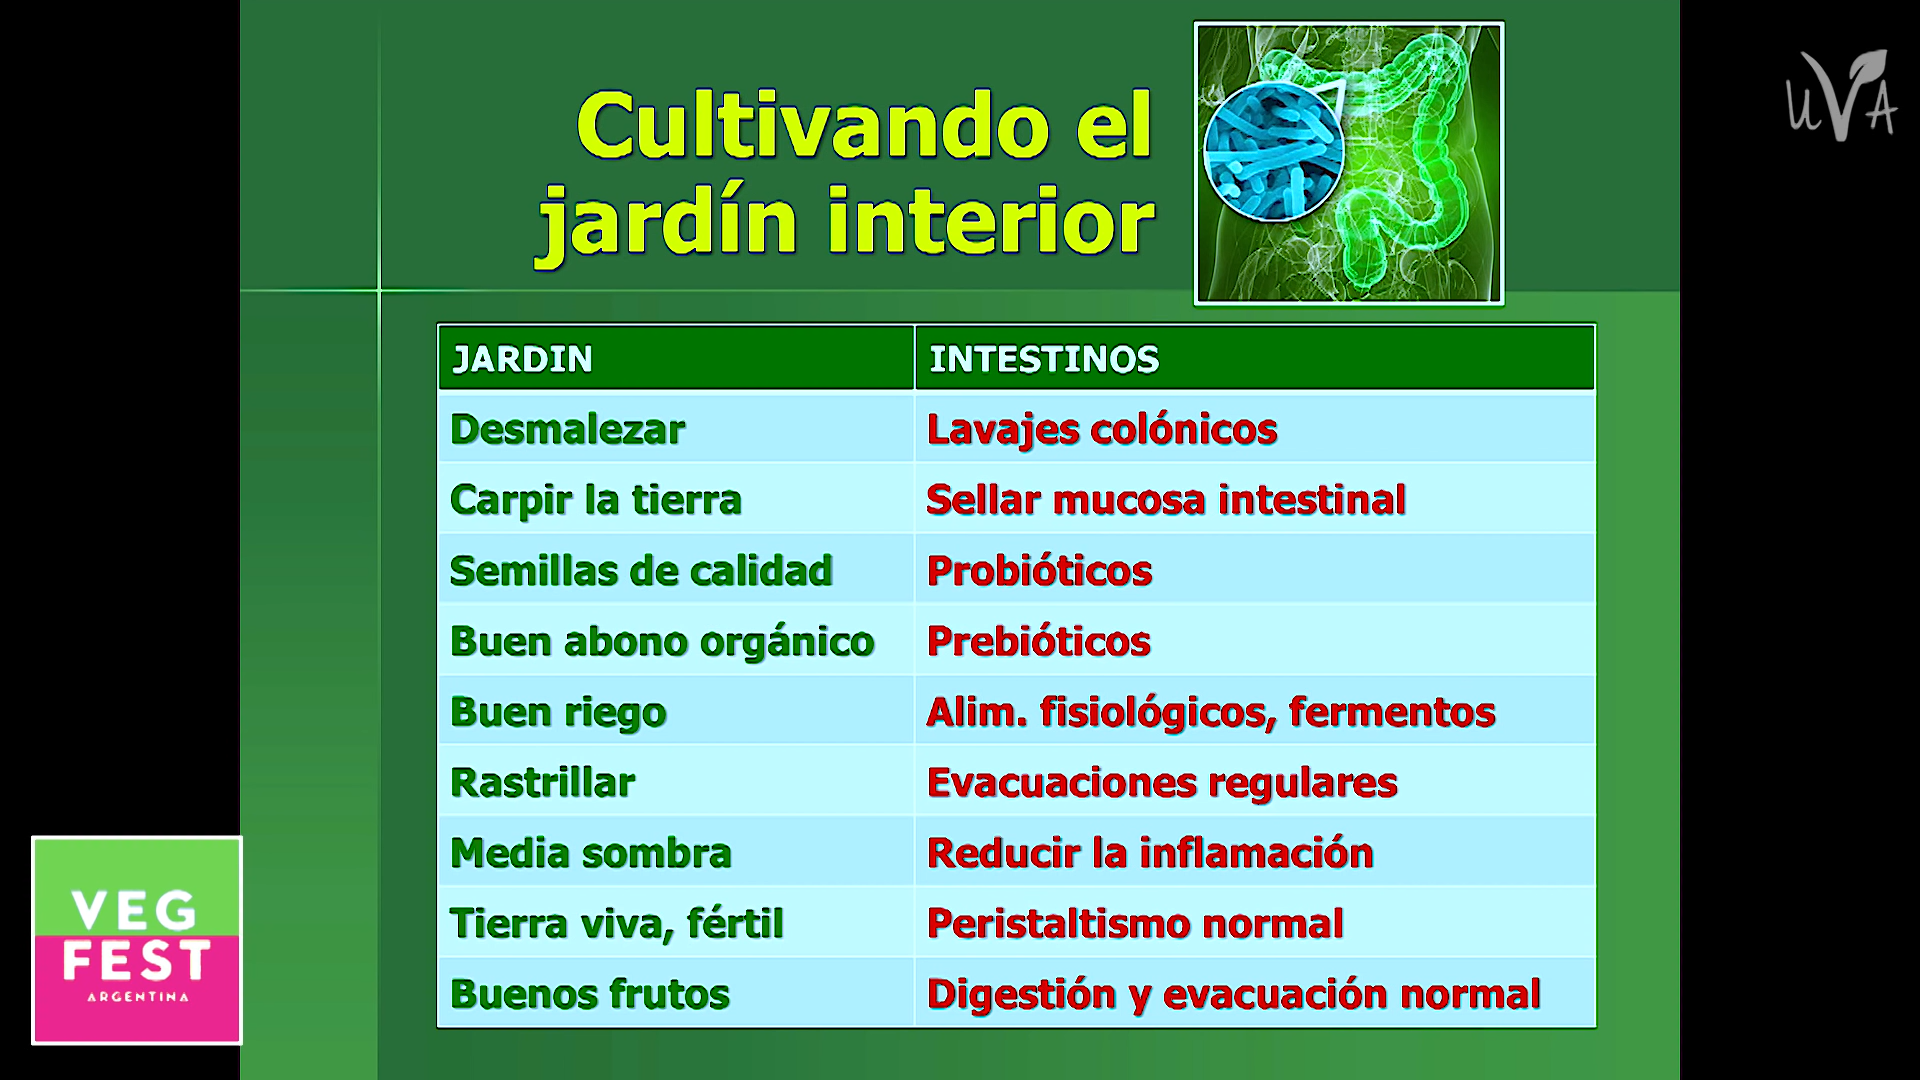 Cultivando el
jardín interior
UVA
JARDIN INTESTINOS
Desmalezar Lavajes colónicos
Carpir la tierra Sellar mucosa intestinal
Semillas de calidad Probióticos
Buen abono orgánico Prebióticos
Buen riego Alim. fisiológicos, fermentos
Rastrillar Evacuaciones regulares
Media sombra Reducir la inflamación
Tierra viva, fértil Peristaltismo normal
Buenos frutos Digestión y evacuación normal
VEG
FEST
ARGENTINA